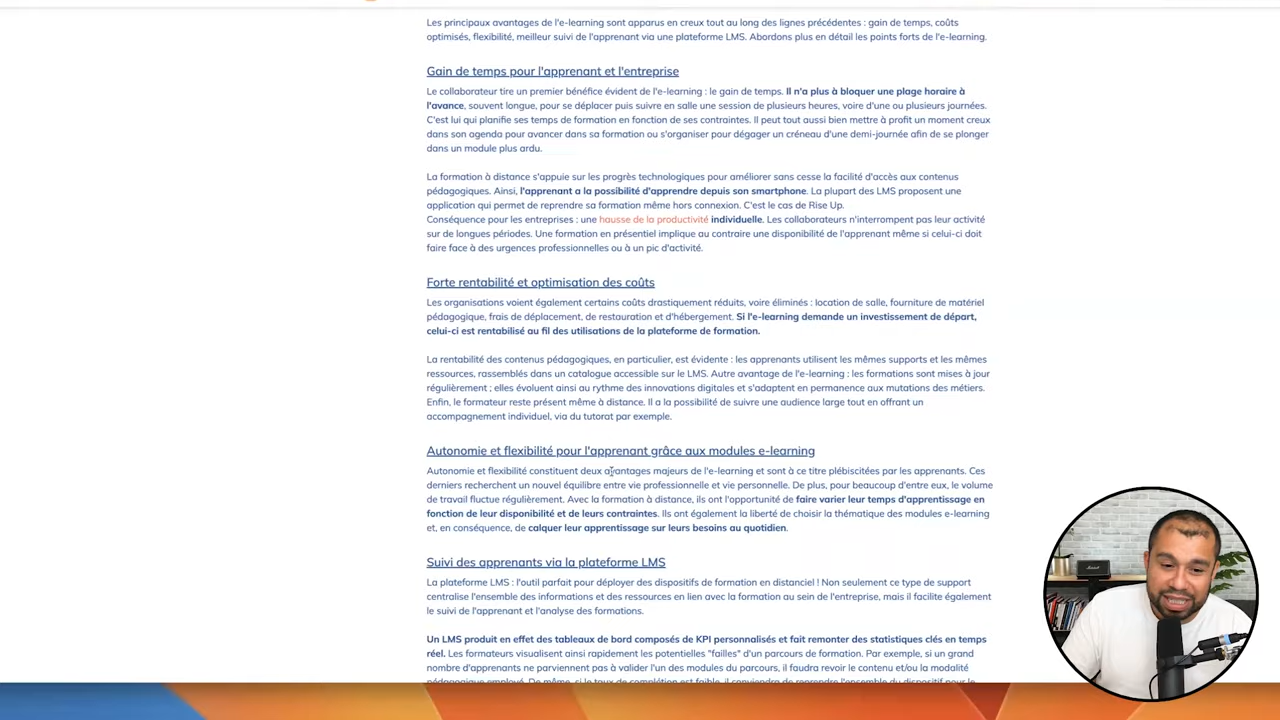 Les principaux avantages de l'e-learning sont apparus en creux tout au long des lignes précédentes : gain de temps, coûts
optimisés, flexibilité, meilleur suivi de l'apprenant via une plateforme LMS. Abordons plus en détail les points forts de l'e-learning.
Gain de temps pour l'apprenant et l'entreprise
Le collaborateur tire un premier bénéfice évident de l'e-learning : le gain de temps. Il n'a plus à bloquer une plage horaire à
l'avance, souvent longue, pour se déplacer puis suivre en salle une session de plusieurs heures, voire d'une ou plusieurs journées.
C'est lui qui planifie ses temps de formation en fonction de ses contraintes. Il peut tout aussi bien mettre à profit un moment creux
dans son agenda pour avancer dans sa formation ou s'organiser pour dégager un créneau d'une demi-journée afin de se plonger
dans un module plus ardu.
La formation à distance s'appuie sur les progrès technologiques pour améliorer sans cesse la facilité d'accès aux contenus
pédagogiques. Ainsi, l'apprenant a la possibilité d'apprendre depuis son smartphone. La plupart des LMS proposent une
application qui permet de reprendre sa formation même hors connexion. C'est le cas de Rise Up.
Conséquence pour les entreprises : une hausse de la productivité individuelle. Les collaborateurs n'interrompent pas leur activité
sur de longues périodes. Une formation en présentiel implique au contraire une disponibilité de l'apprenant même si celui-ci doit
faire face à des urgences professionnelles ou à un pic d'activité.
Forte rentabilité et optimisation des coûts
Les organisations voient également certains coûts drastiquement réduits, voire éliminés : location de salle, fourniture de matériel
pédagogique, frais de déplacement, de restauration et d'hébergement. Si l'e-learning demande un investissement de départ,
celui-ci est rentabilisé au fil des utilisations de la plateforme de formation.
La rentabilité des contenus pédagogiques, en particulier, est évidente : les apprenants utilisent les mêmes supports et les mêmes
ressources, rassemblés dans un catalogue accessible sur le LMS. Autre avantage de l'e-learning : les formations sont mises à jour
régulièrement ; elles évoluent ainsi au rythme des innovations digitales et s'adaptent en permanence aux mutations des métiers.
Enfin, le formateur reste présent même à distance. Il a la possibilité de suivre une audience large tout en offrant un
accompagnement individuel, via du tutorat par exemple.
Autonomie et flexibilité pour l'apprenant grâce aux modules e-learning
Autonomie et flexibilité constituent deux avantages majeurs de l'e-learning et sont à ce titre plébiscitées par les apprenants. Ces
derniers recherchent un nouvel équilibre entre vie professionnelle et vie personnelle. De plus, pour beaucoup d'entre eux, le volume
de travail fluctue régulièrement. Avec la formation à distance, ils ont l'opportunité de faire varier leur temps d'apprentissage en
fonction de leur disponibilité et de leurs contraintes. Ils ont également la liberté de choisir la thématique des modules e-learning
et, en conséquence, de calquer leur apprentissage sur leurs besoins au quotidien.
Suivi des apprenants via la plateforme LMS
La plateforme LMS : l'outil parfait pour déployer des dispositifs de formation en distanciel ! Non seulement ce type de support
centralise l'ensemble des informations et des ressources en lien avec la formation au sein de l'entreprise, mais il facilite également
le suivi de l'apprenant et l'analyse des formations.
Un LMS produit en effet des tableaux de bord composés de KPI personnalisés et fait remonter des statistiques clés en temps
réel. Les formateurs visualisent ainsi rapidement les potentielles "failles" d'un parcours de formation. Par exemple, si un grand
nombre d'apprenants ne parviennent pas à valider l'un des modules du parcours, il faudra revoir le contenu et/ou la modalité
pédagogique employé. De même, si le taux de complétion est faible, il conviendra de reprendre l'ensemble du dispositif pour le
Marshall